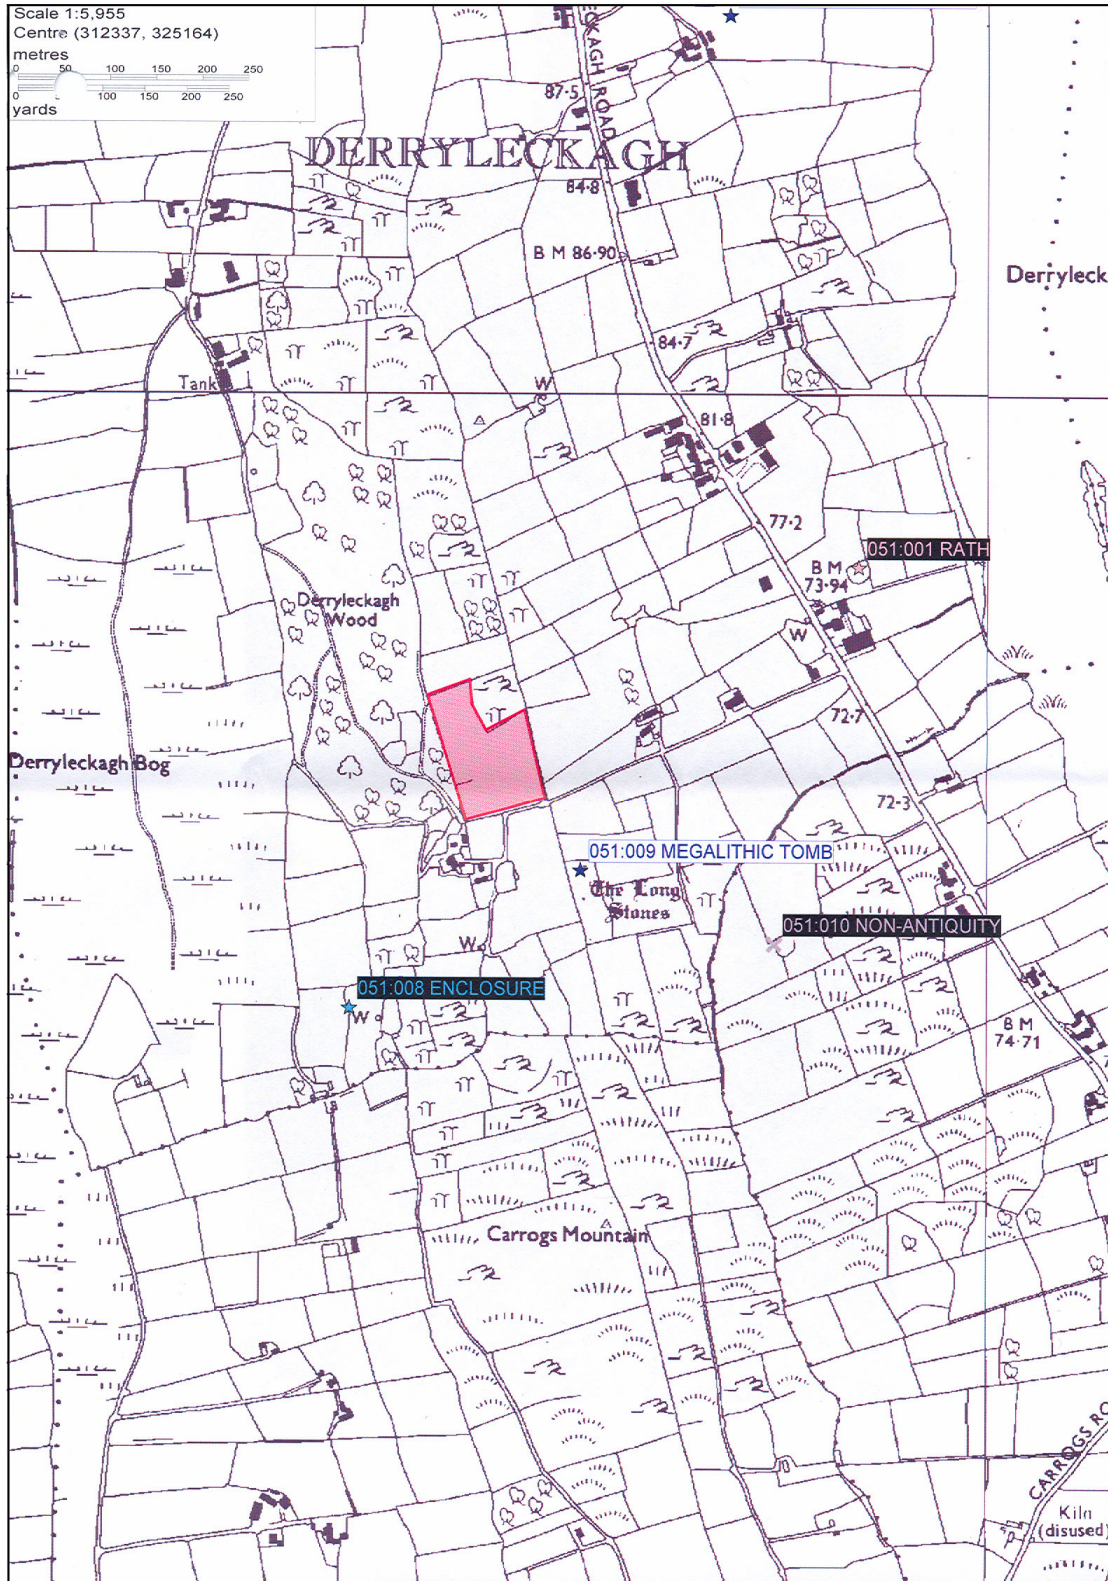 Scale 1:5,955
Centre (312337, 325164)
metres
0 50 100 150 200 250
0 100 150 200 250
yards
ECKAGH ROAD
87·5
DERRYLECKAGH
84·8
B M 86·90
Derryleck
84·7
Tank
W
81·8
77·2
051:001 RATH
B M
73·94
Derryleckagh
Wood
W
72·7
Derryleckagh Bog
72·3
051:009 MEGALITHIC TOMB
The Long
Stones
051:010 NON-ANTIQUITY
W
051:008 ENCLOSURE
W
B M
74·71
Carrogs Mountain
CARROGS RO
Kiln
(disused)